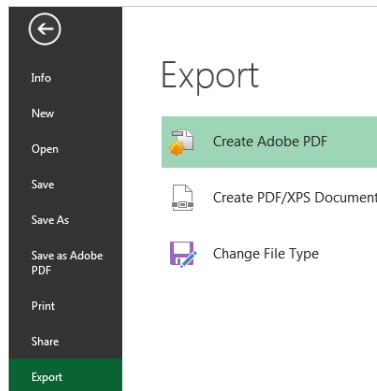 Info
New
Open
Save
Save As
Save as Adobe
PDF
Print
Share
Export
Export
Create Adobe PDF
Create PDF/XPS Document
Change File Type